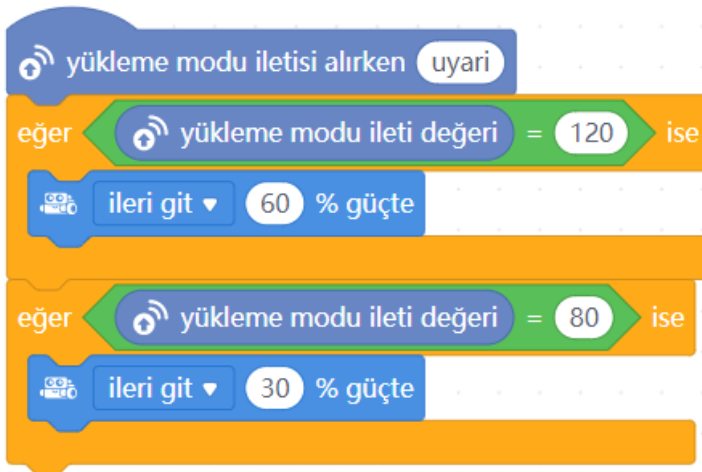 yükleme modu iletisi alırken uyari
eğer yükleme modu ileti değeri = 120 ise
ileri git 60 % güçte
eğer yükleme modu ileti değeri = 80 ise
ileri git 30 % güçte